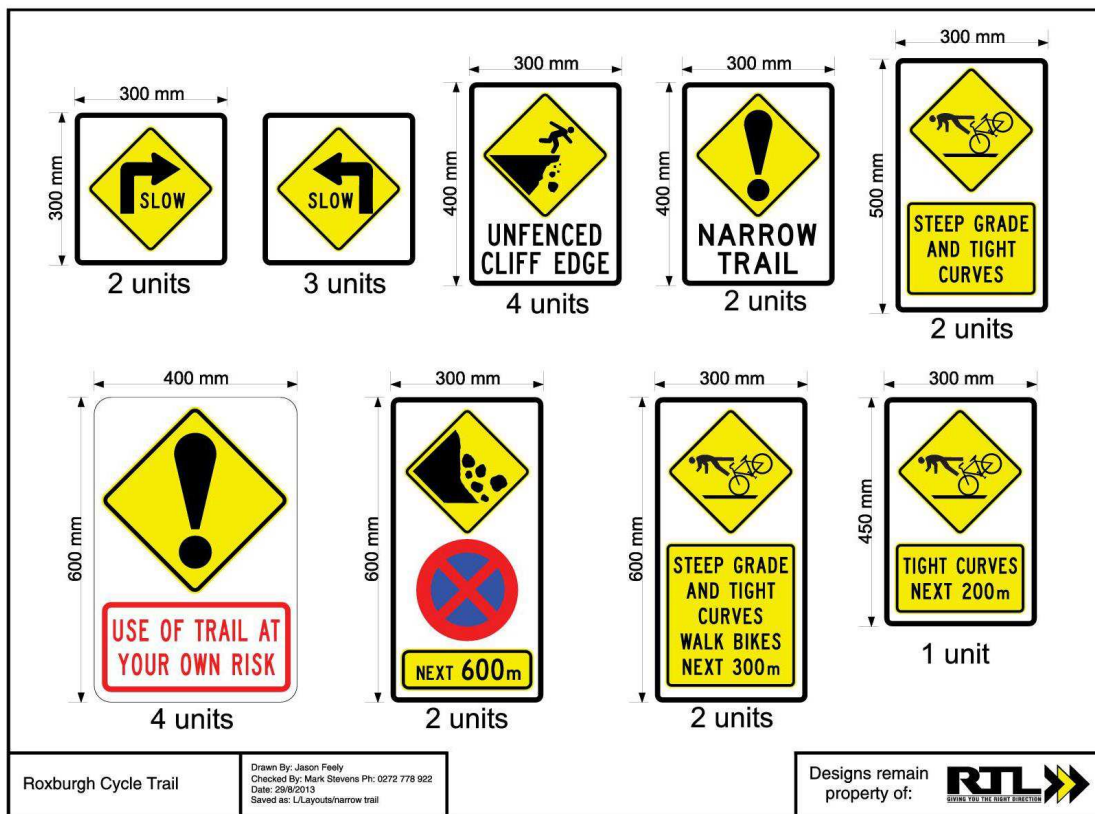 300 mm
300 mm
SLOW
2 units
SLOW
3 units
300 mm
400 mm
UNFENCED
CLIFF EDGE
4 units
300 mm
400 mm
NARROW
TRAIL
2 units
300 mm
500 mm
STEEP GRADE
AND TIGHT
CURVES
2 units
400 mm
600 mm
USE OF TRAIL AT
YOUR OWN RISK
4 units
300 mm
600 mm
NEXT 600m
2 units
300 mm
600 mm
STEEP GRADE
AND TIGHT
CURVES
WALK BIKES
NEXT 300m
2 units
300 mm
450 mm
TIGHT CURVES
NEXT 200m
1 unit
Roxburgh Cycle Trail
Drawn By: Jason Feely
Checked By: Mark Stevens Ph: 0272 778 922
Date: 29/8/2013
Saved as: L/Layouts/narrow trail
Designs remain
property of:
RTL
GIVING YOU THE RIGHT DIRECTION